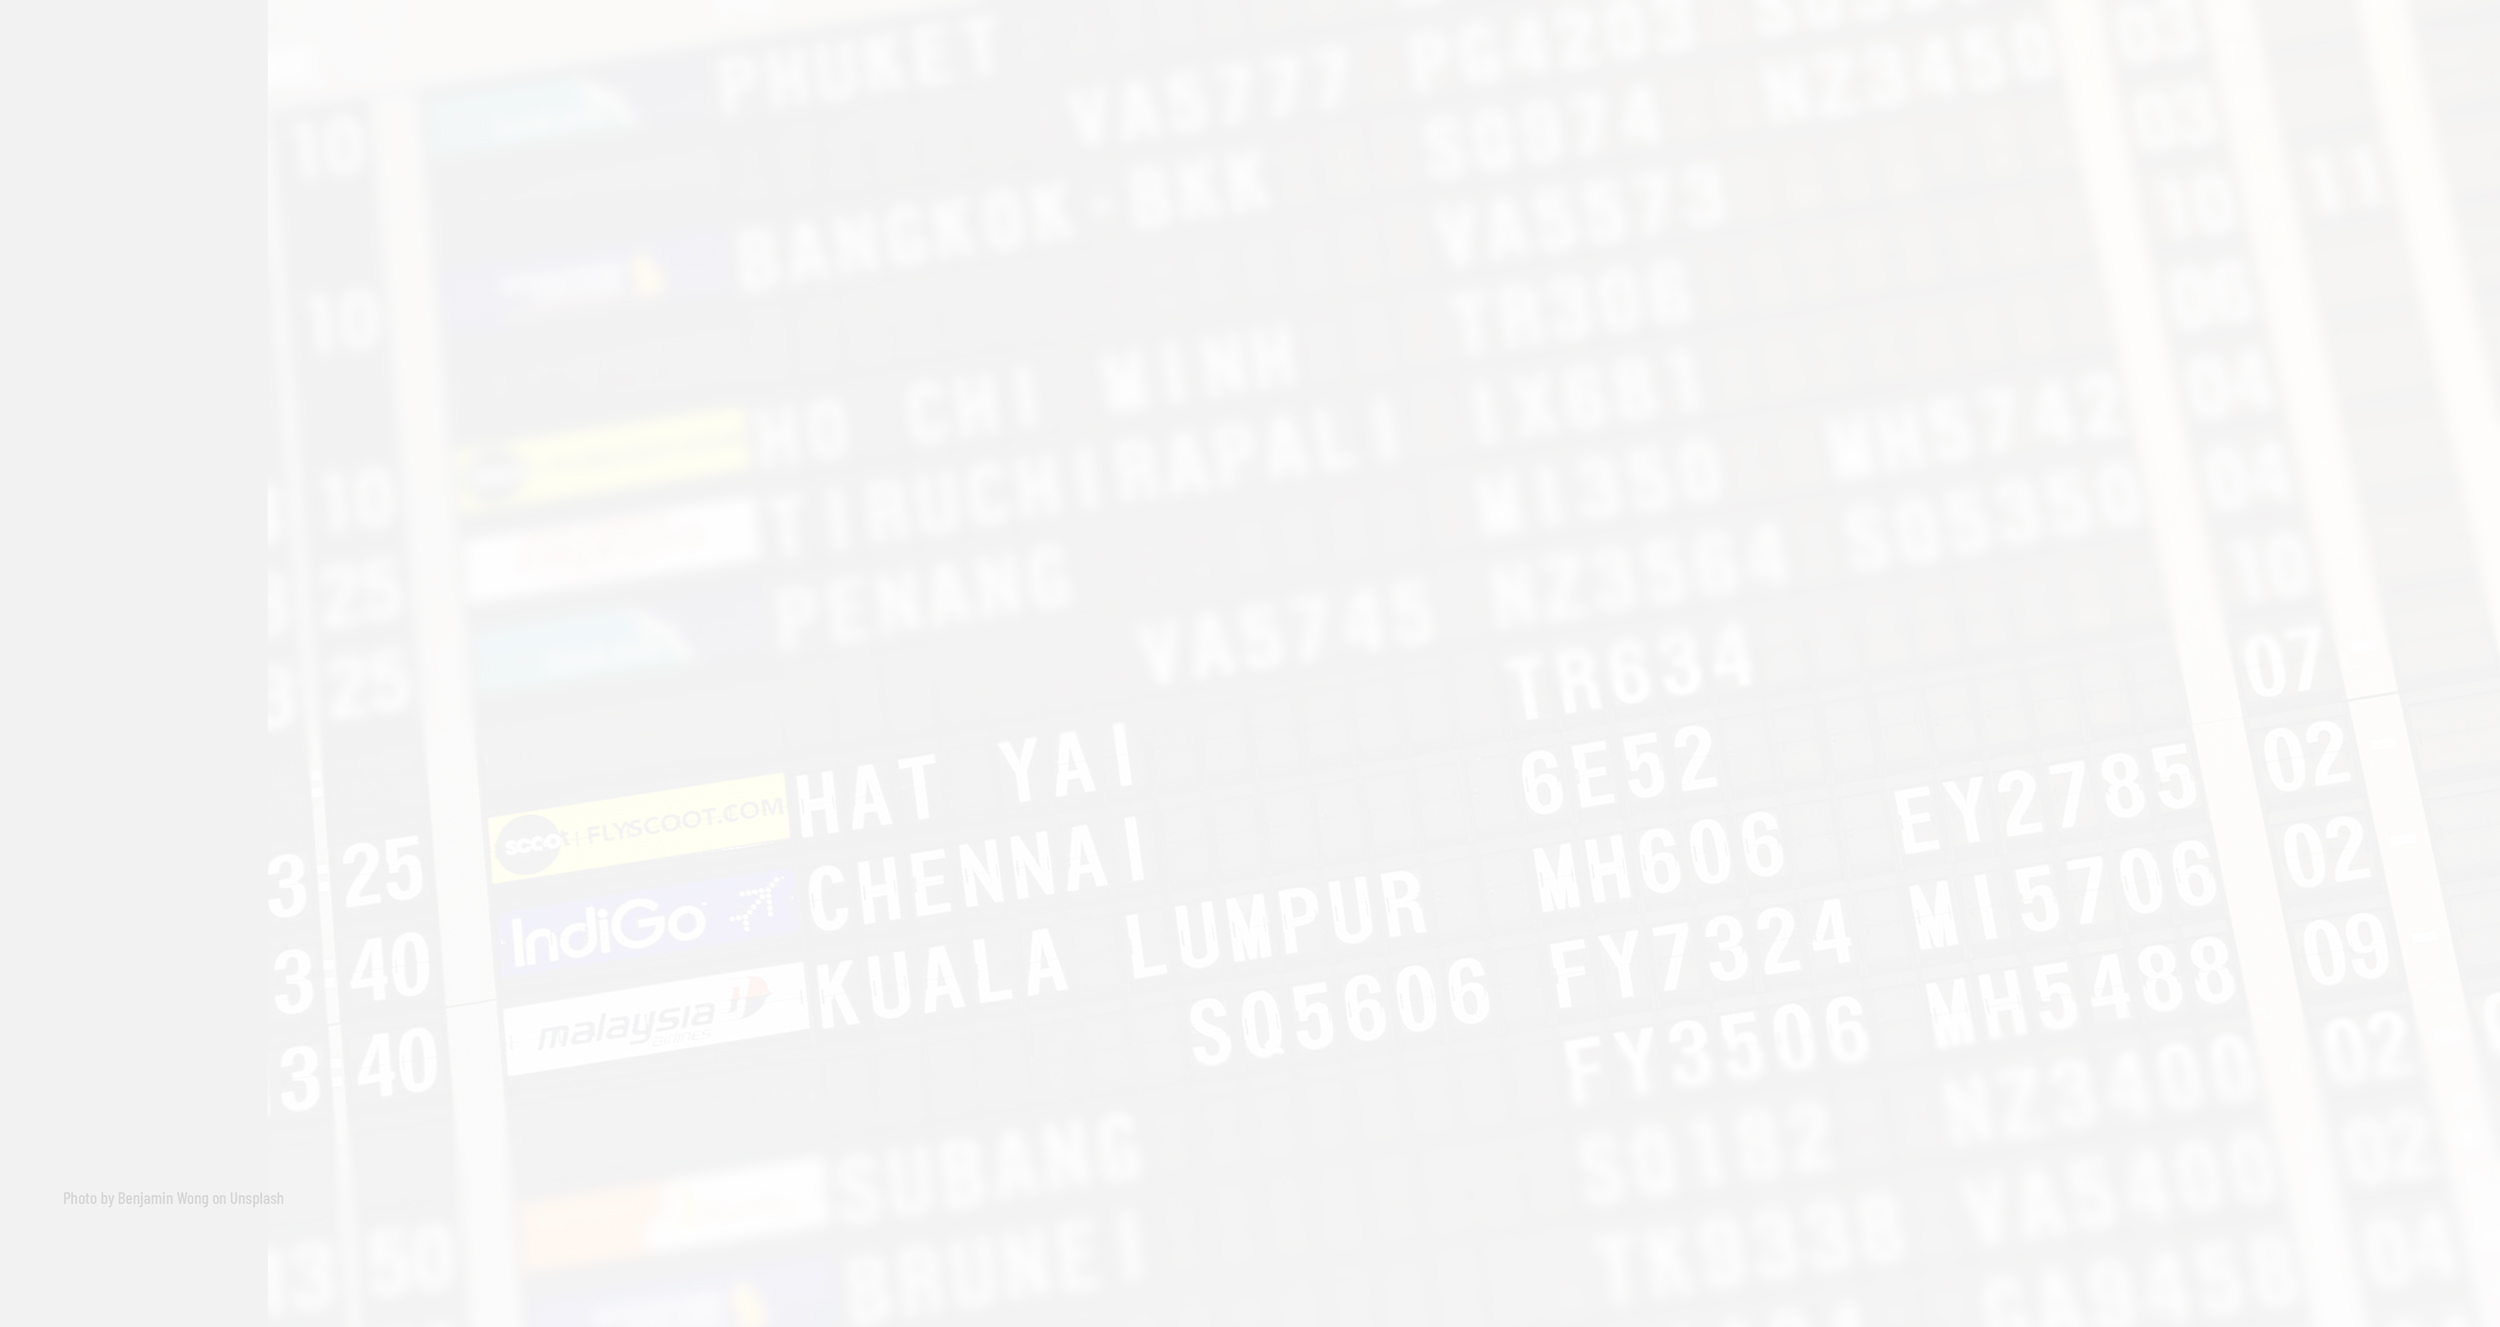 PHUKET
VA5777 PG4203
10
SQ974 NZ3450 03
BANGKOK-BKK VA5573 03
TR300 10 11
10
HO CHI MINH IX681 06
10 TIRUCHIRAPALI MI350 MH5742 04
25 PENANG NZ3564 SQ5350 04
25 VA5745 TR634 10
HAT YAI 6E52 07
3 25 scoot FLYSCOOT.COM
CHENNAI MH606 EY2785 02
3 40 IndiGo
KUALA LUMPUR FY7324 MI5706 02
3 40 malaysia airlines
SQ5606 FY3506 MH5488 09
SUBANG SQ182 NZ3400 02
13 50
BRUNEI TK9338 VA5400 02
CA9458 04
Photo by Benjamin Wong on Unsplash